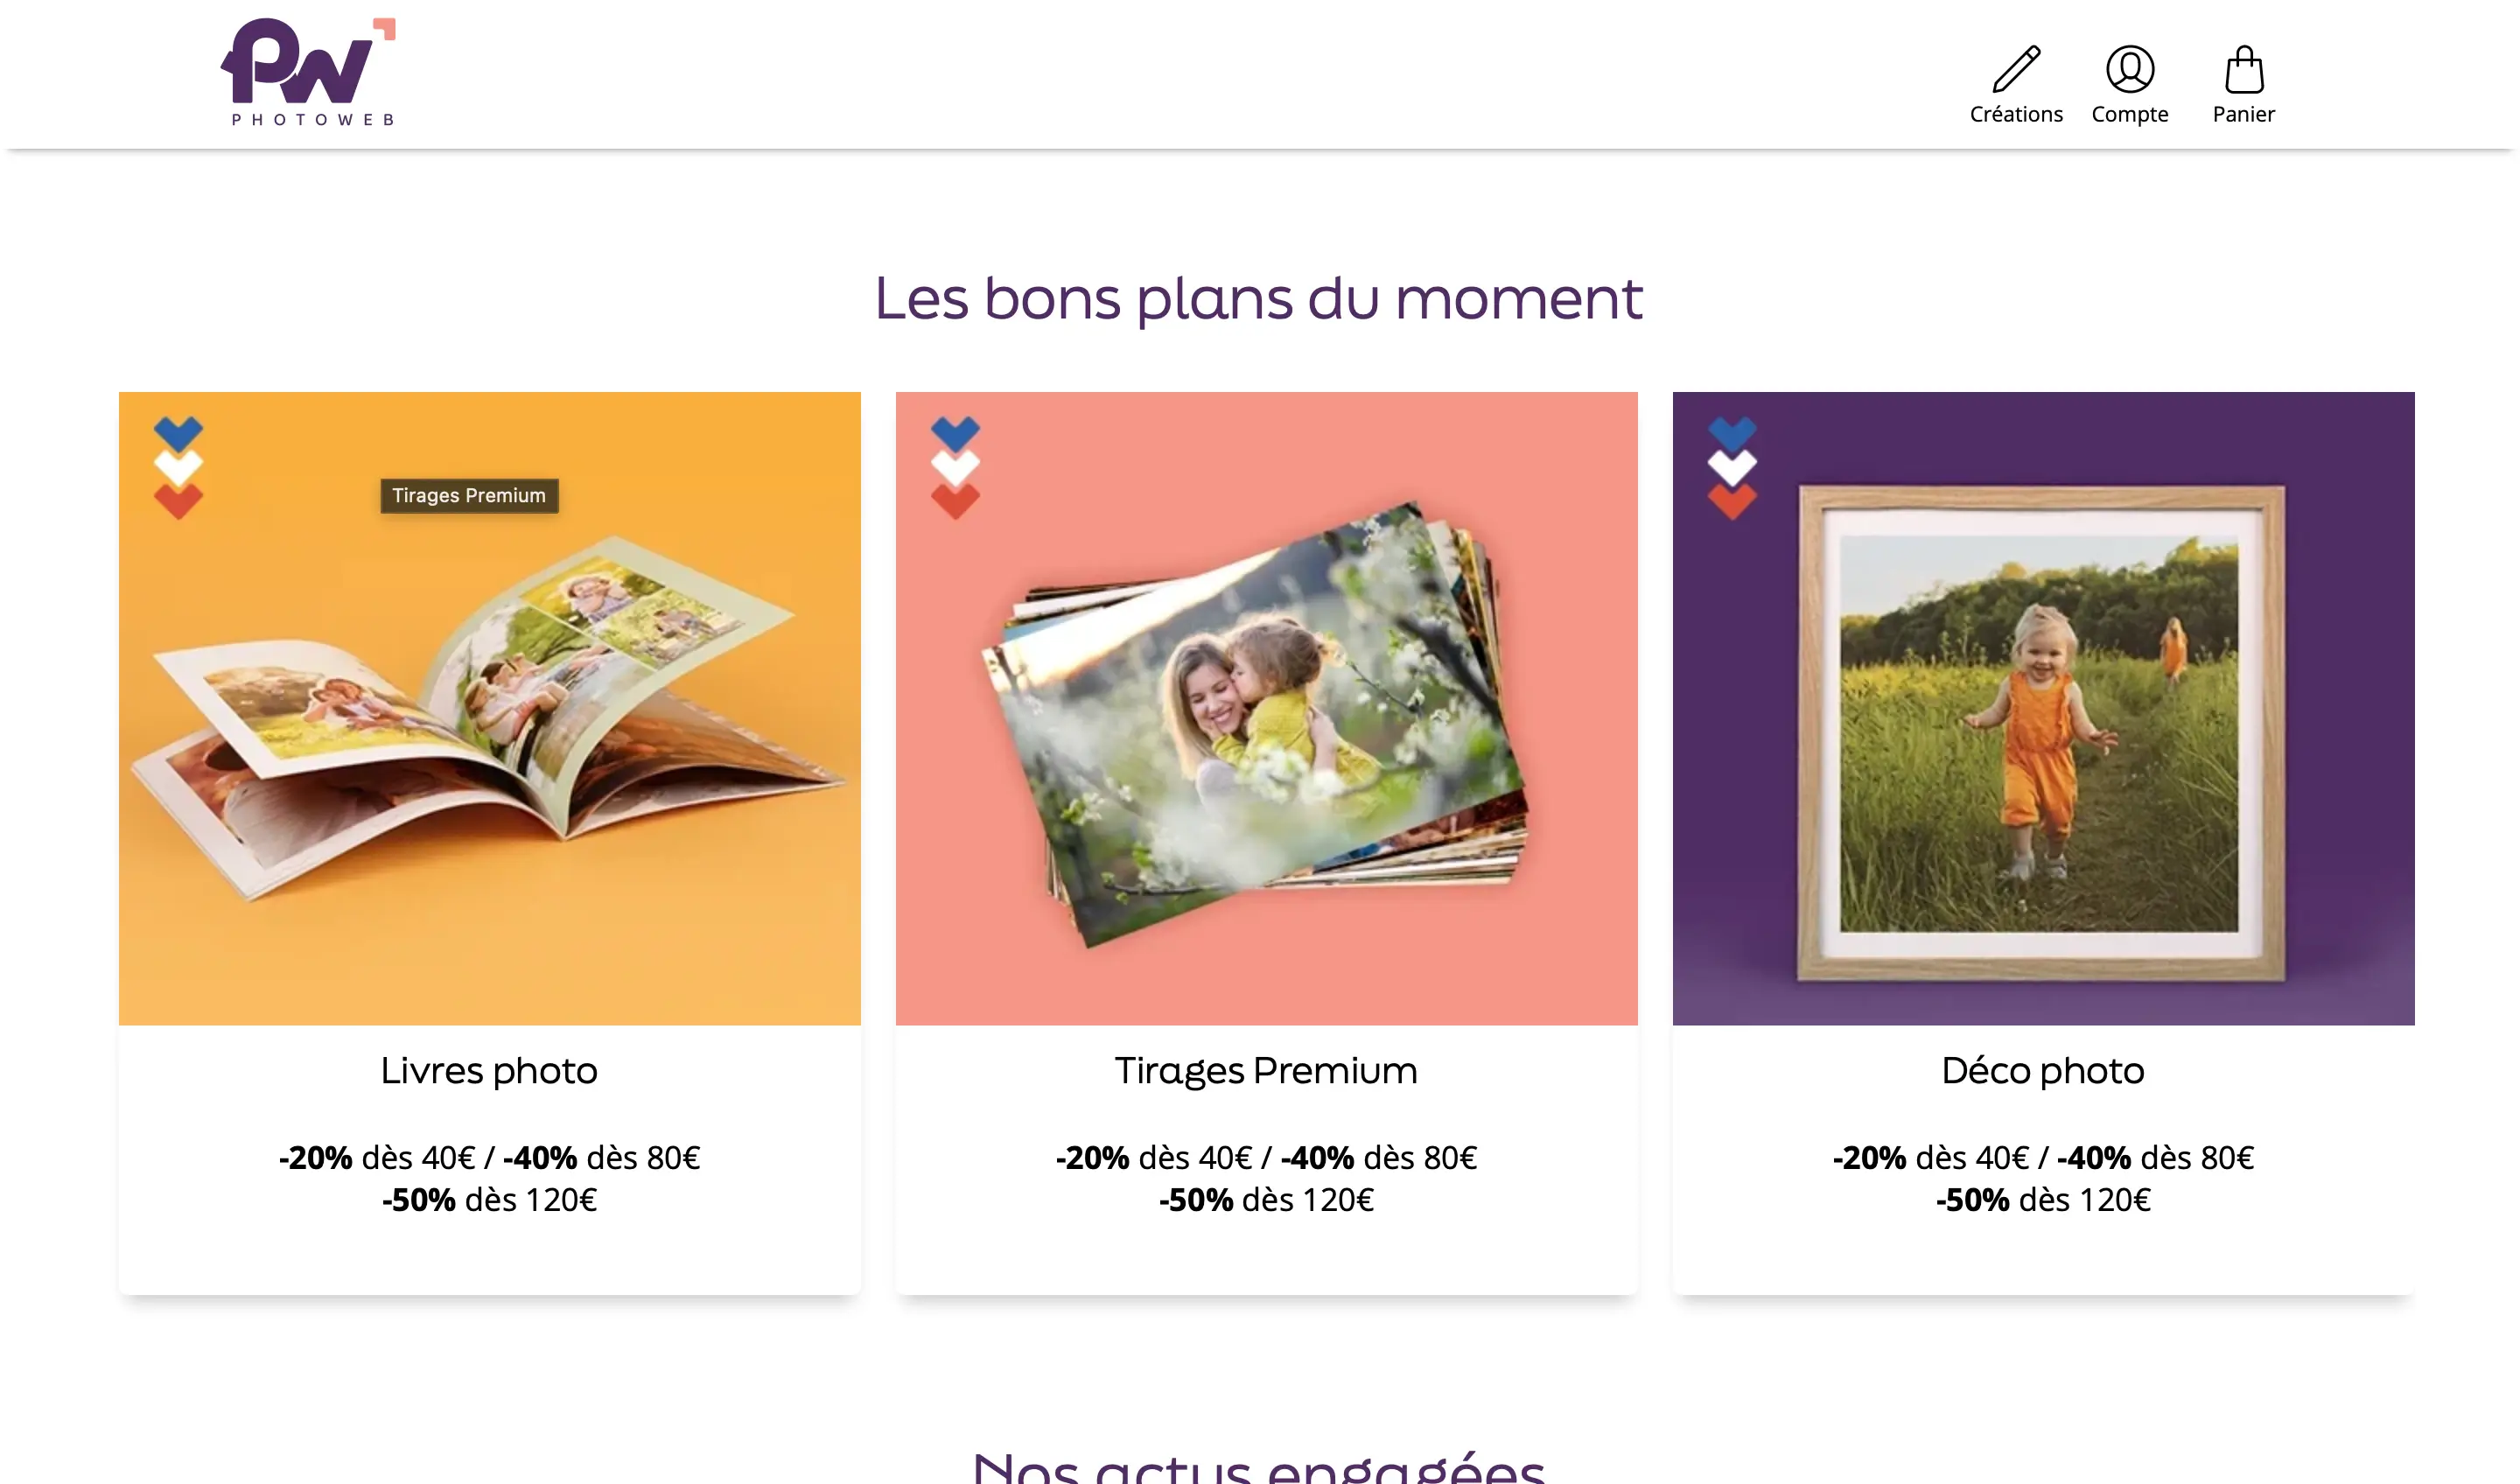 PW
PHOTOWEB
Créations
Compte
Panier
Les bons plans du moment
Tirages Premium
Livres photo
-20% dès 40€ / -40% dès 80€
-50% dès 120€
Tirages Premium
-20% dès 40€ / -40% dès 80€
-50% dès 120€
Déco photo
-20% dès 40€ / -40% dès 80€
-50% dès 120€
Nos actus engagées